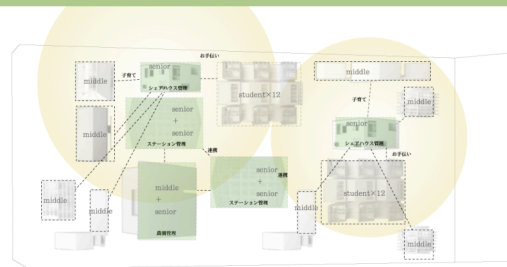 お手伝い
senior
子育て
middle
シェアハウス管理
student×12
middle
senior
+
senior
ステーション管理
連携
middle
middle
+
senior
農園管理
senior
+
senior
連携
ステーション管理
middle
middle
middle
子育て
middle
senior
シェアハウス管理
お手伝い
student×12
middle
middle